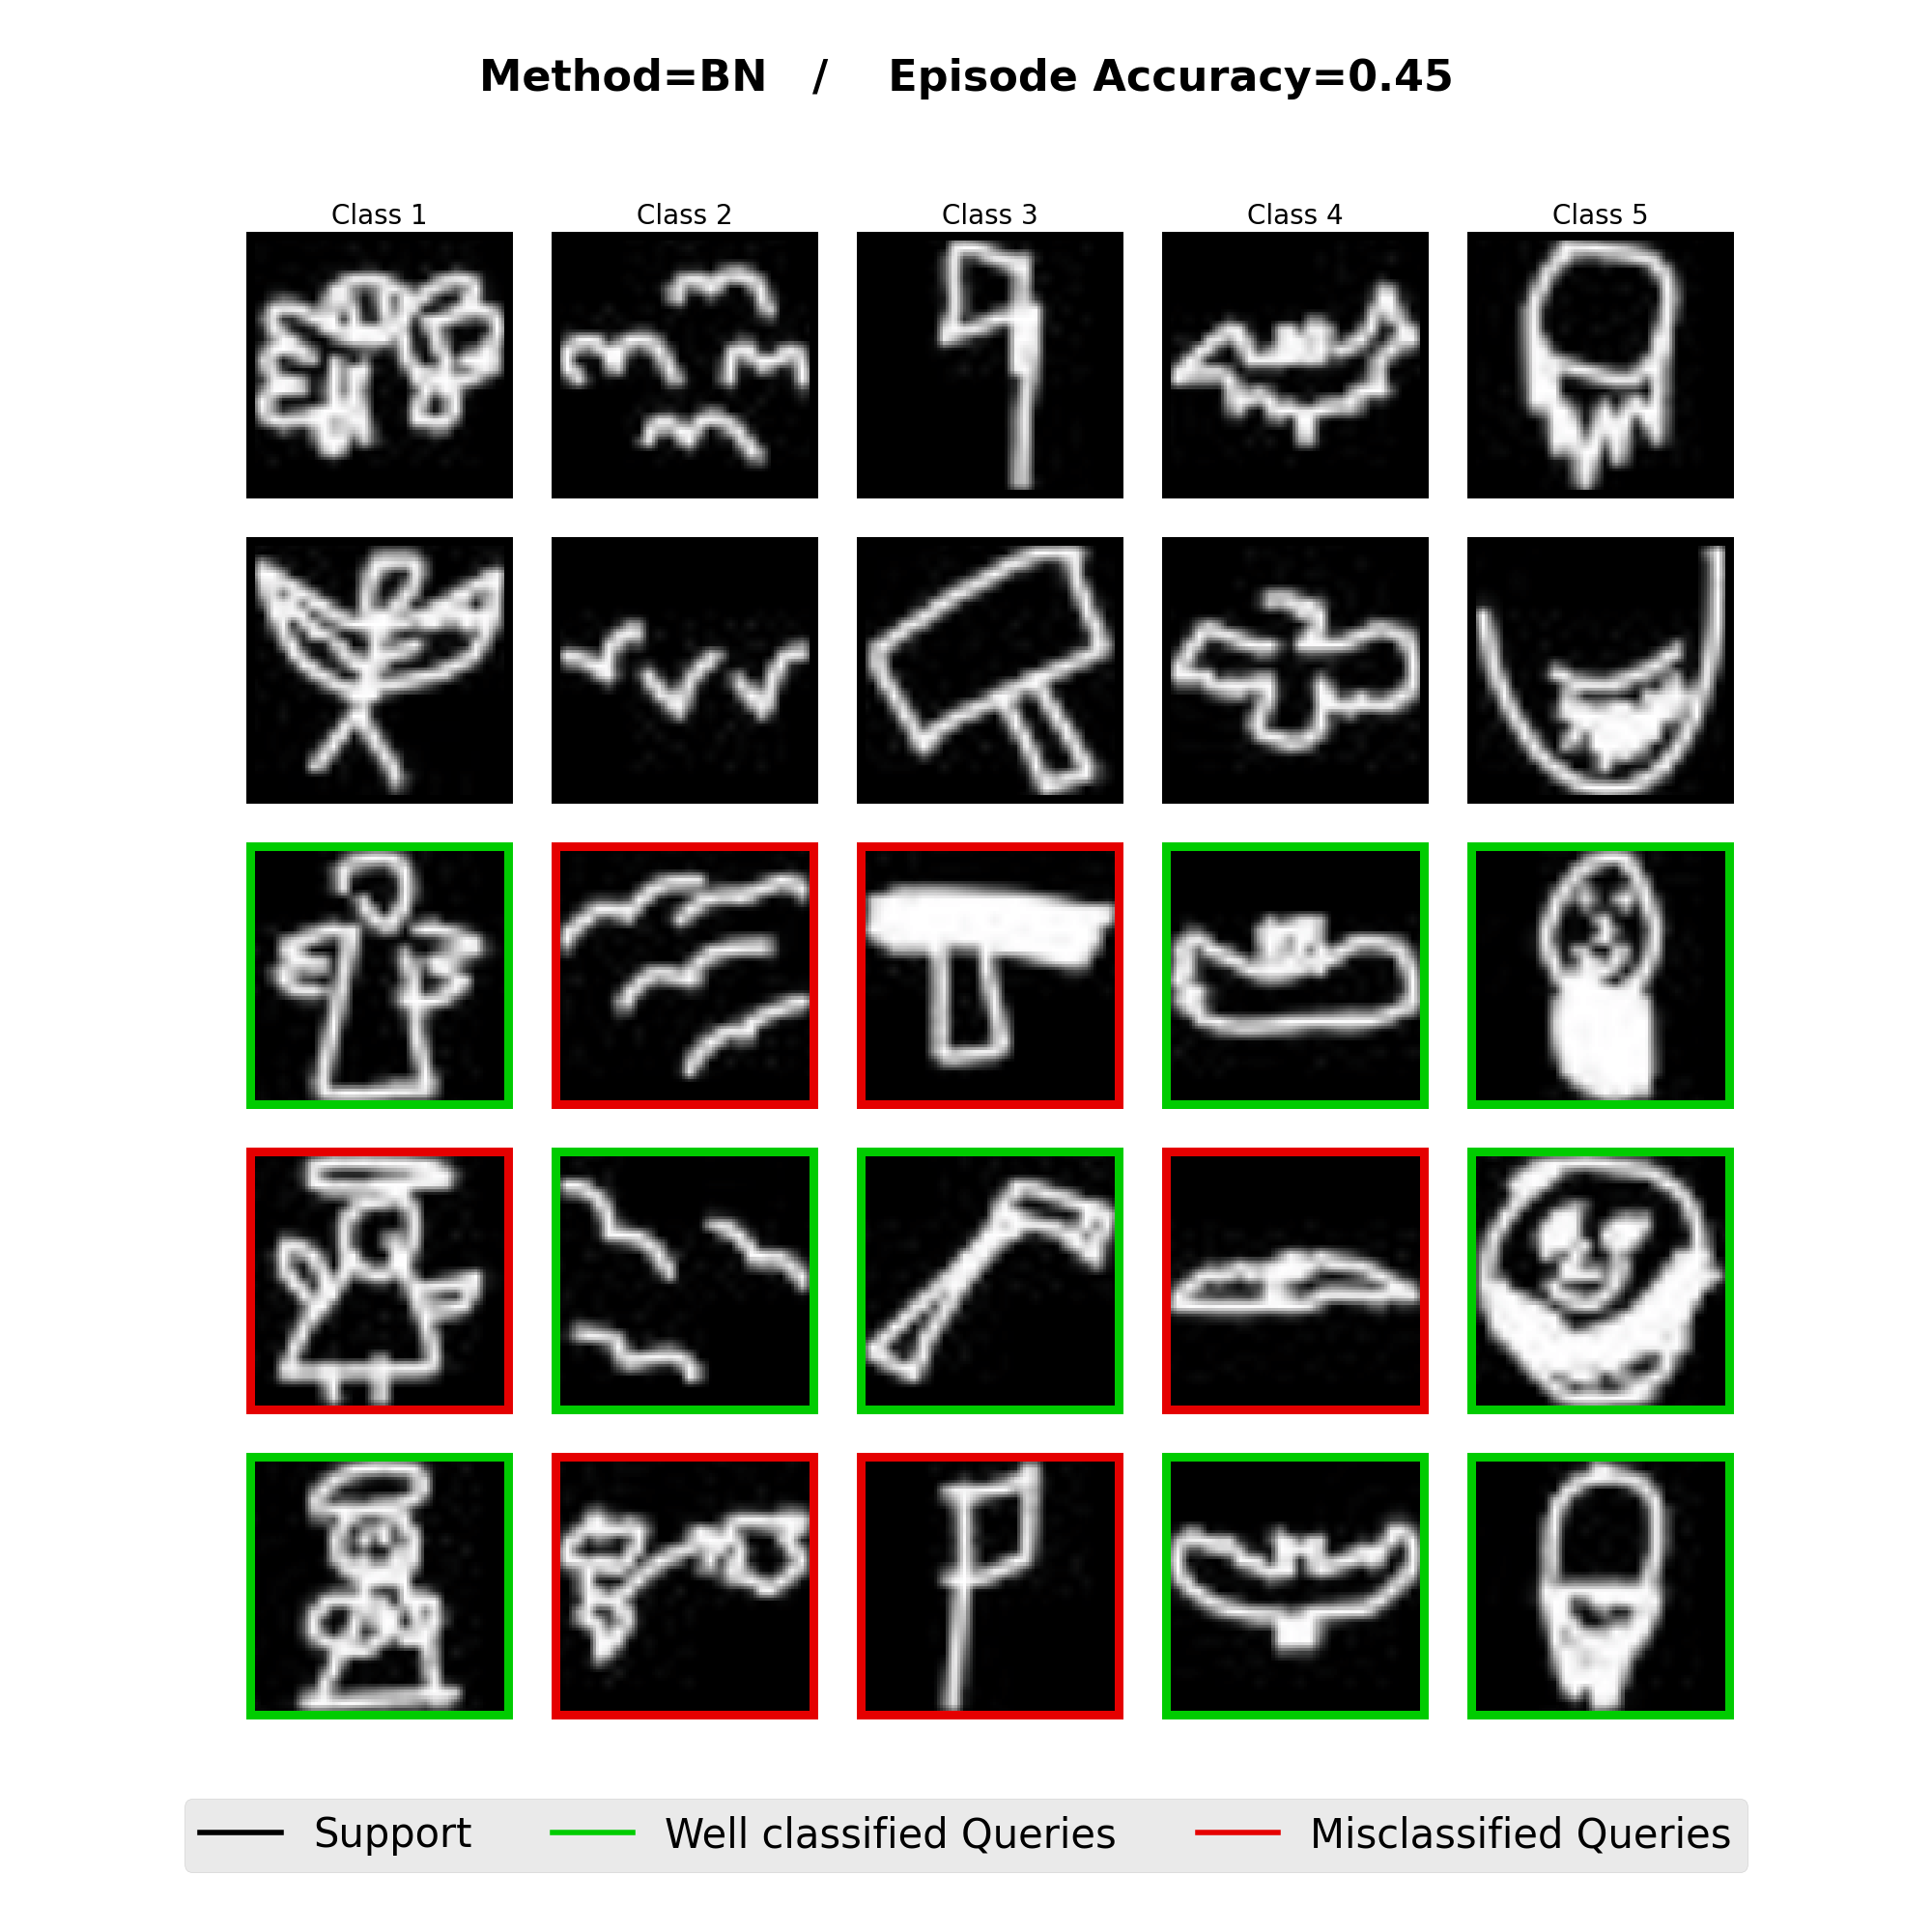 Method=BN / Episode Accuracy=0.45
Class 1 Class 2 Class 3 Class 4 Class 5
Support Well classified Queries Misclassified Queries